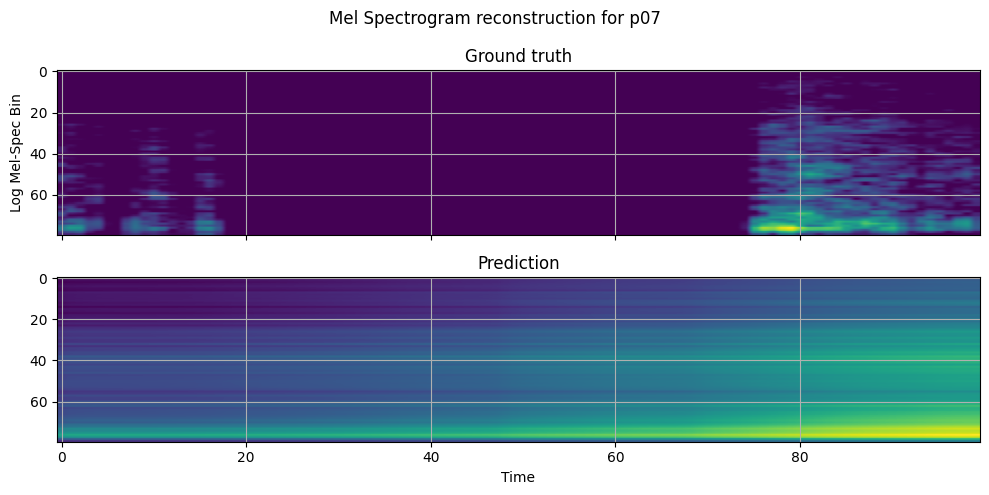 Mel Spectrogram reconstruction for p07
Ground truth
Log Mel-Spec Bin
0
20
40
60
Prediction
0
20
40
60
0 20 40 60 80
Time